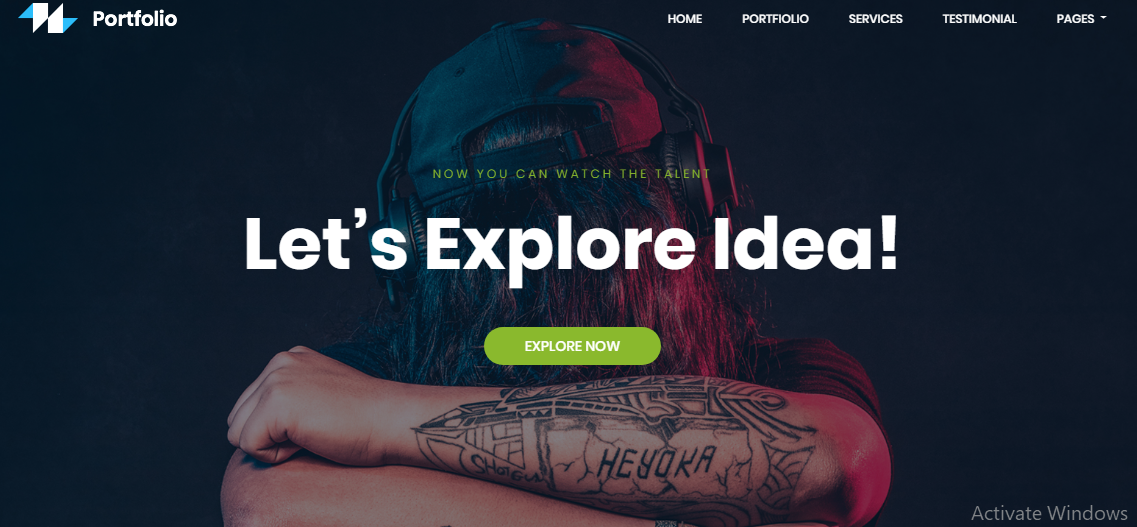 Portfolio
HOME PORTFIOLIO SERVICES TESTIMONIAL PAGES
NOW YOU CAN WATCH THE TALENT
Let’s Explore Idea!
EXPLORE NOW
HEYOKA
Activate Windows